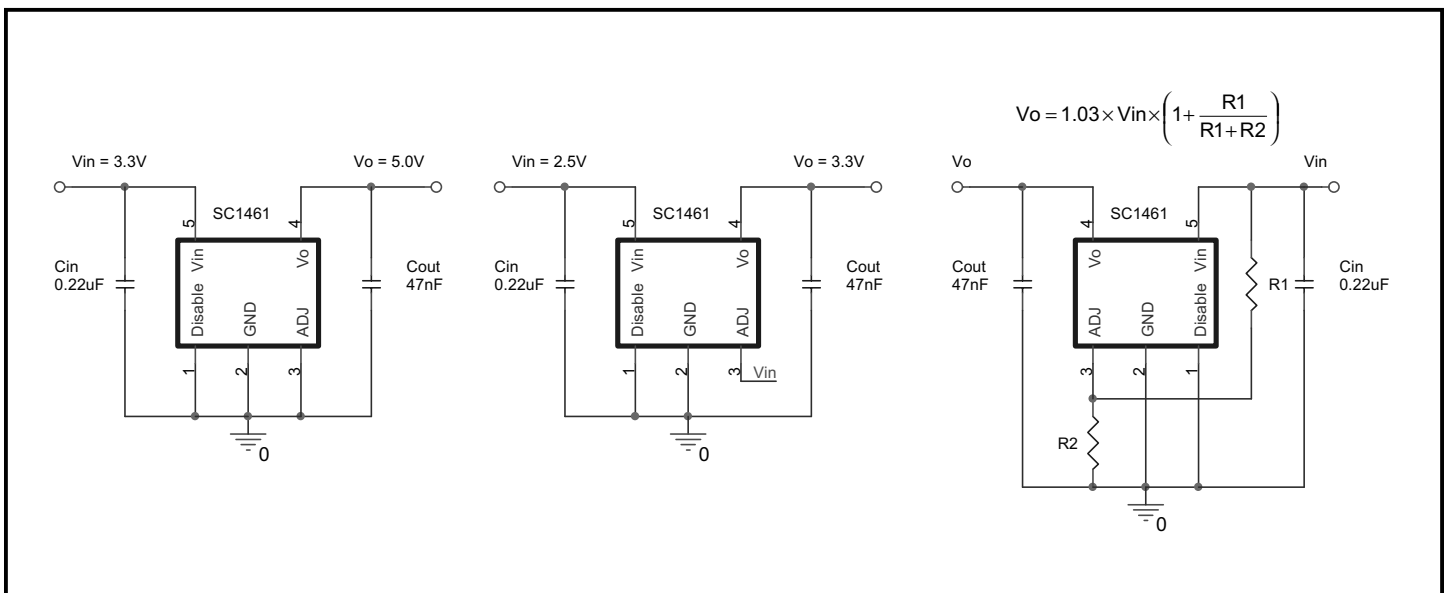 Vo = 1.03 × Vin × (1 + R1 / (R1 + R2))
Vin = 3.3V
Vo = 5.0V
SC1461
5
4
Vin
Vo
Cin
0.22uF
Cout
47nF
Disable
GND
ADJ
1
2
3
0
Vin = 2.5V
Vo = 3.3V
SC1461
5
4
Vin
Vo
Cin
0.22uF
Cout
47nF
Disable
GND
ADJ
1
2
3
Vin
0
Vo
Vin
SC1461
4
5
Vo
Vin
Cout
47nF
R1
Cin
0.22uF
ADJ
GND
Disable
3
2
1
R2
0